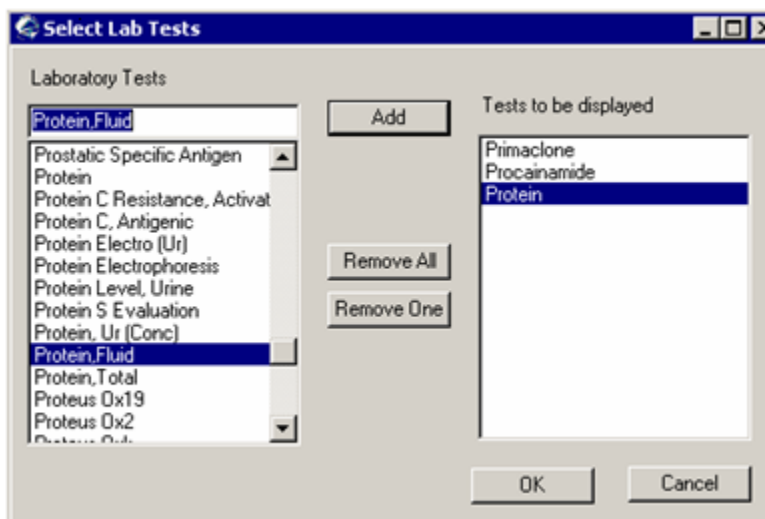 Select Lab Tests
Laboratory Tests
Protein,Fluid
Prostatic Specific Antigen
Protein
Protein C Resistance, Activat
Protein C, Antigenic
Protein Electro (Ur)
Protein Electrophoresis
Protein Level, Urine
Protein S Evaluation
Protein, Ur (Conc)
Protein,Fluid
Protein,Total
Proteus Ox19
Proteus Ox2
Add
Remove All
Remove One
Tests to be displayed
Primaclone
Procainamide
Protein
OK
Cancel